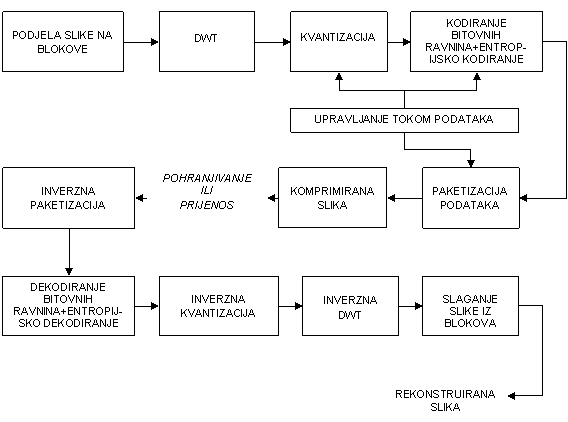 PODJELA SLIKE NA
BLOKOVE
DWT
KVANTIZACIJA
KODIRANJE
BITOVNIH
RAVNINA+ENTROP-
IJSKO KODIRANJE
UPRAVLJANJE TOKOM PODATAKA
INVERZNA
PAKETIZACIJA
POHRANJIVANJE
ILI
PRIJENOS
KOMPRIMIRANA
SLIKA
PAKETIZACIJA
PODATAKA
DEKODIRANJE
BITOVNIH
RAVNINA+ENTROPIJ-
SKO DEKODIRANJE
INVERZNA
KVANTIZACIJA
INVERZNA
DWT
SLAGANJE
SLIKE IZ
BLOKOVA
REKONSTRUIRANA
SLIKA